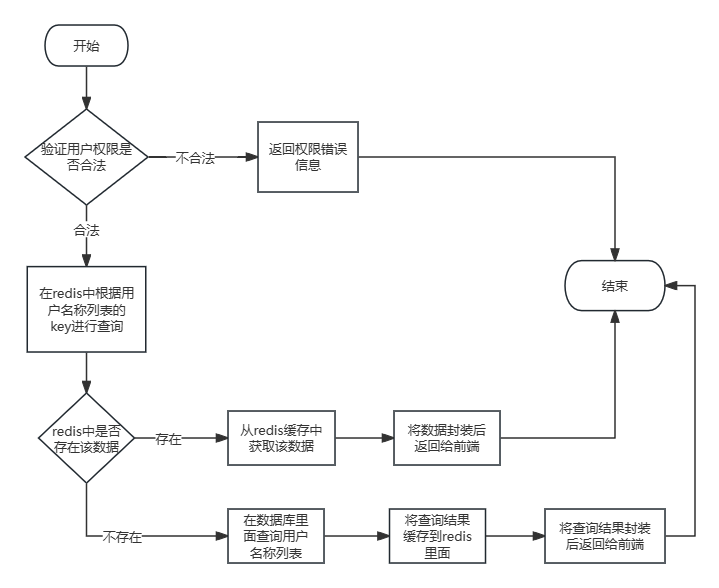 开始
验证用户权限是
否合法
不合法
返回权限错误
信息
合法
在redis中根据用
户名称列表的
key进行查询
结束
redis中是否
存在该数据
存在
从redis缓存中
获取该数据
将数据封装后
返回给前端
不存在
在数据库里
面查询用户
名称列表
将查询结果
缓存到redis
里面
将查询结果封装
后返回给前端